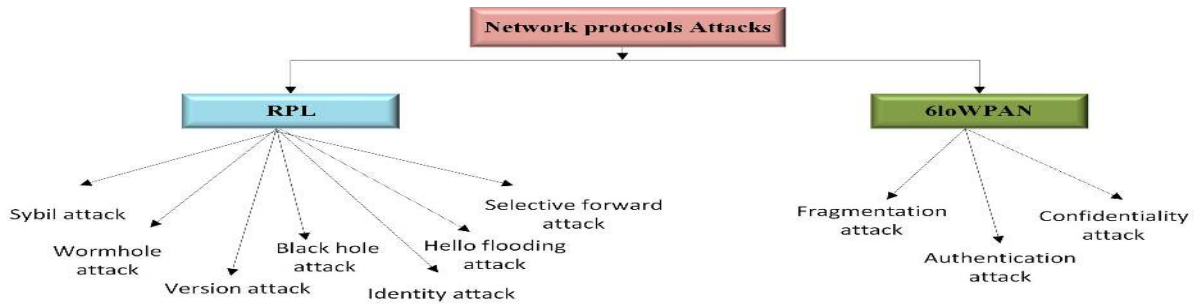 Network protocols Attacks
RPL
6loWPAN
Sybil attack
Wormhole
attack
Version attack
Black hole
attack
Identity attack
Hello flooding
attack
Selective forward
attack
Fragmentation
attack
Authentication
attack
Confidentiality
attack